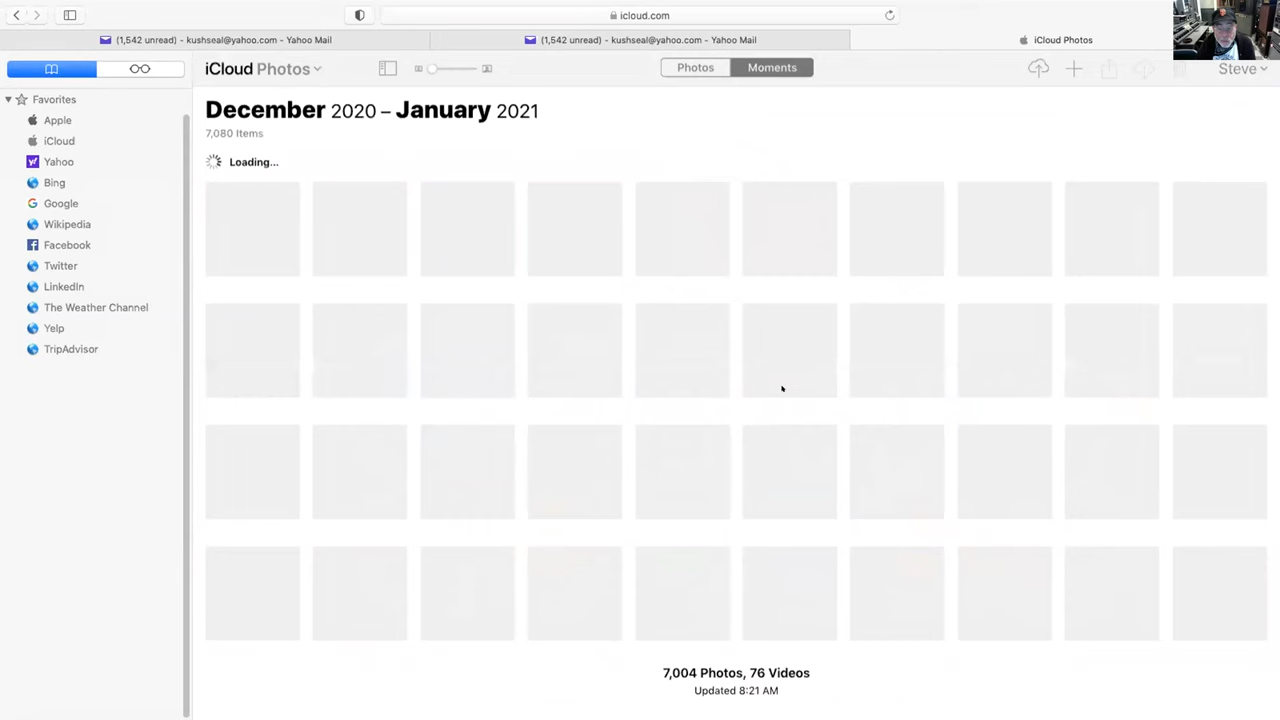 icloud.com
(1,542 unread) - kushseal@yahoo.com - Yahoo Mail
(1,542 unread) - kushseal@yahoo.com - Yahoo Mail
iCloud Photos
iCloud Photos
Photos
Moments
Steve
Favorites
Apple
iCloud
Yahoo
Bing
Google
Wikipedia
Facebook
Twitter
LinkedIn
The Weather Channel
Yelp
TripAdvisor
December 2020 – January 2021
7,080 Items
Loading...
7,004 Photos, 76 Videos
Updated 8:21 AM